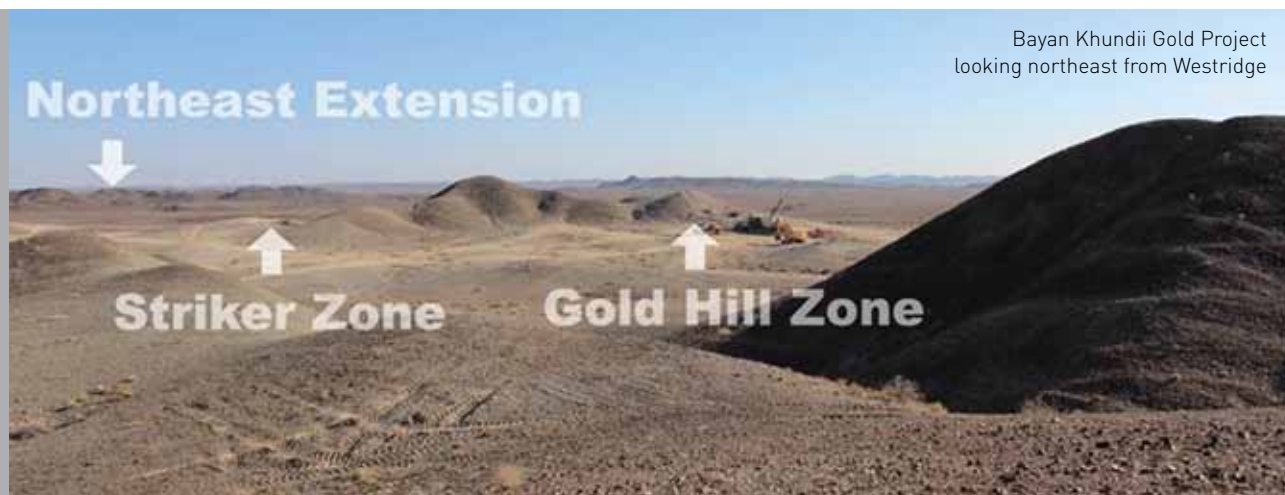 Bayan Khundii Gold Project
looking northeast from Westridge
Northeast Extension
Striker Zone
Gold Hill Zone